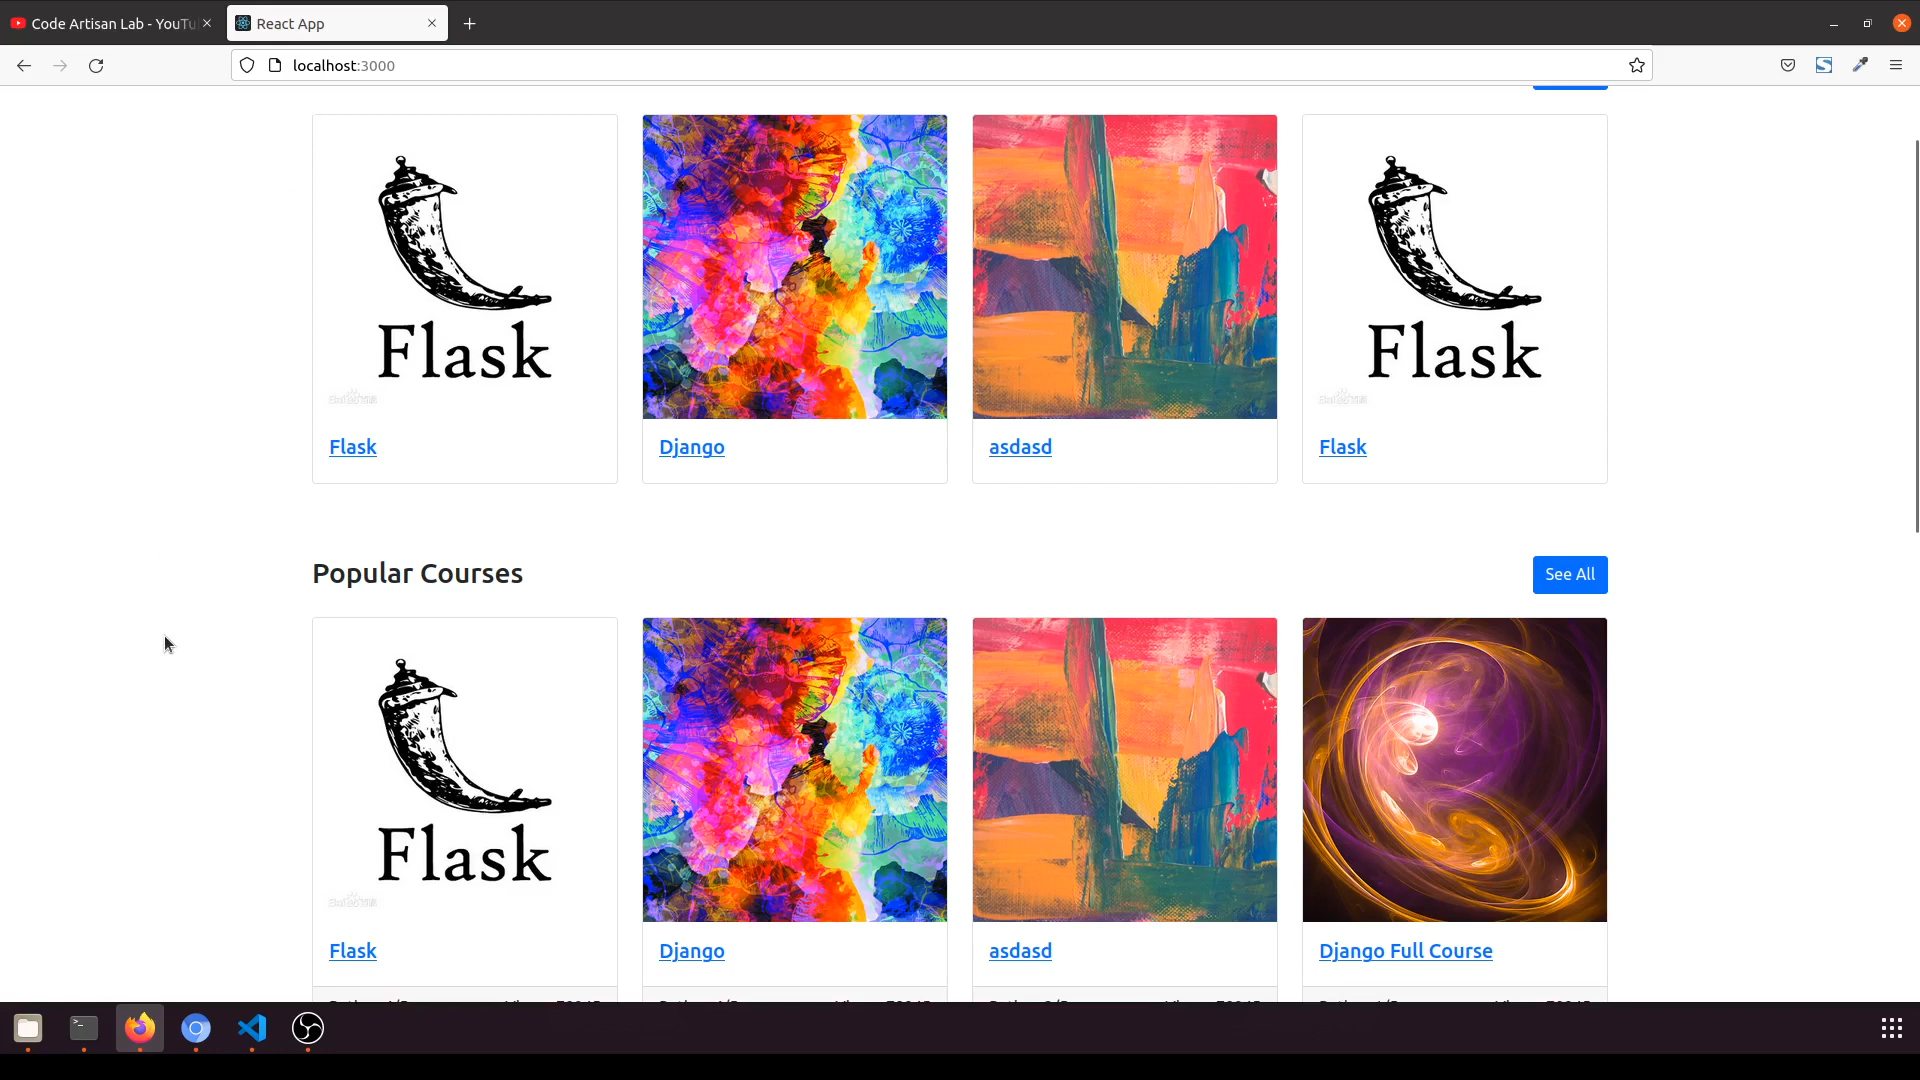 Code Artisan Lab - YouTu
React App
localhost:3000
Flask
Flask
Flask
Django
asdasd
Flask
Popular Courses
See All
Flask
Flask
Django
asdasd
Django Full Course